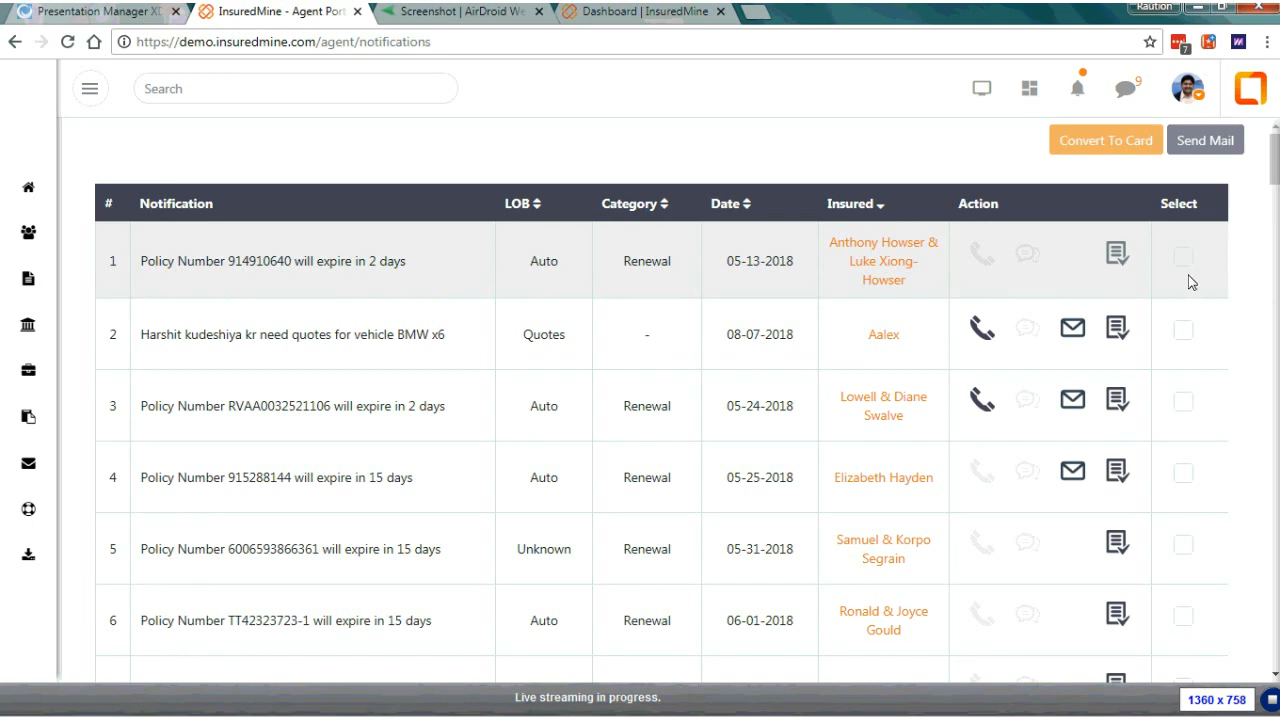 Presentation Manager XD
InsuredMine - Agent Port
Screenshot | AirDroid We
Dashboard | InsuredMine
Raution
https://demo.insuredmine.com/agent/notifications
7
Search
9
Convert To Card
Send Mail
# Notification LOB Category Date Insured Action Select
1 Policy Number 914910640 will expire in 2 days Auto Renewal 05-13-2018 Anthony Howser &
Luke Xiong-
Howser
2 Harshit kudeshiya kr need quotes for vehicle BMW x6 Quotes - 08-07-2018 Aalex
3 Policy Number RVAA0032521106 will expire in 2 days Auto Renewal 05-24-2018 Lowell & Diane
Swalve
4 Policy Number 915288144 will expire in 15 days Auto Renewal 05-25-2018 Elizabeth Hayden
5 Policy Number 6006593866361 will expire in 15 days Unknown Renewal 05-31-2018 Samuel & Korpo
Segrain
6 Policy Number TT42323723-1 will expire in 15 days Auto Renewal 06-01-2018 Ronald & Joyce
Gould
Live streaming in progress.
1360 x 758